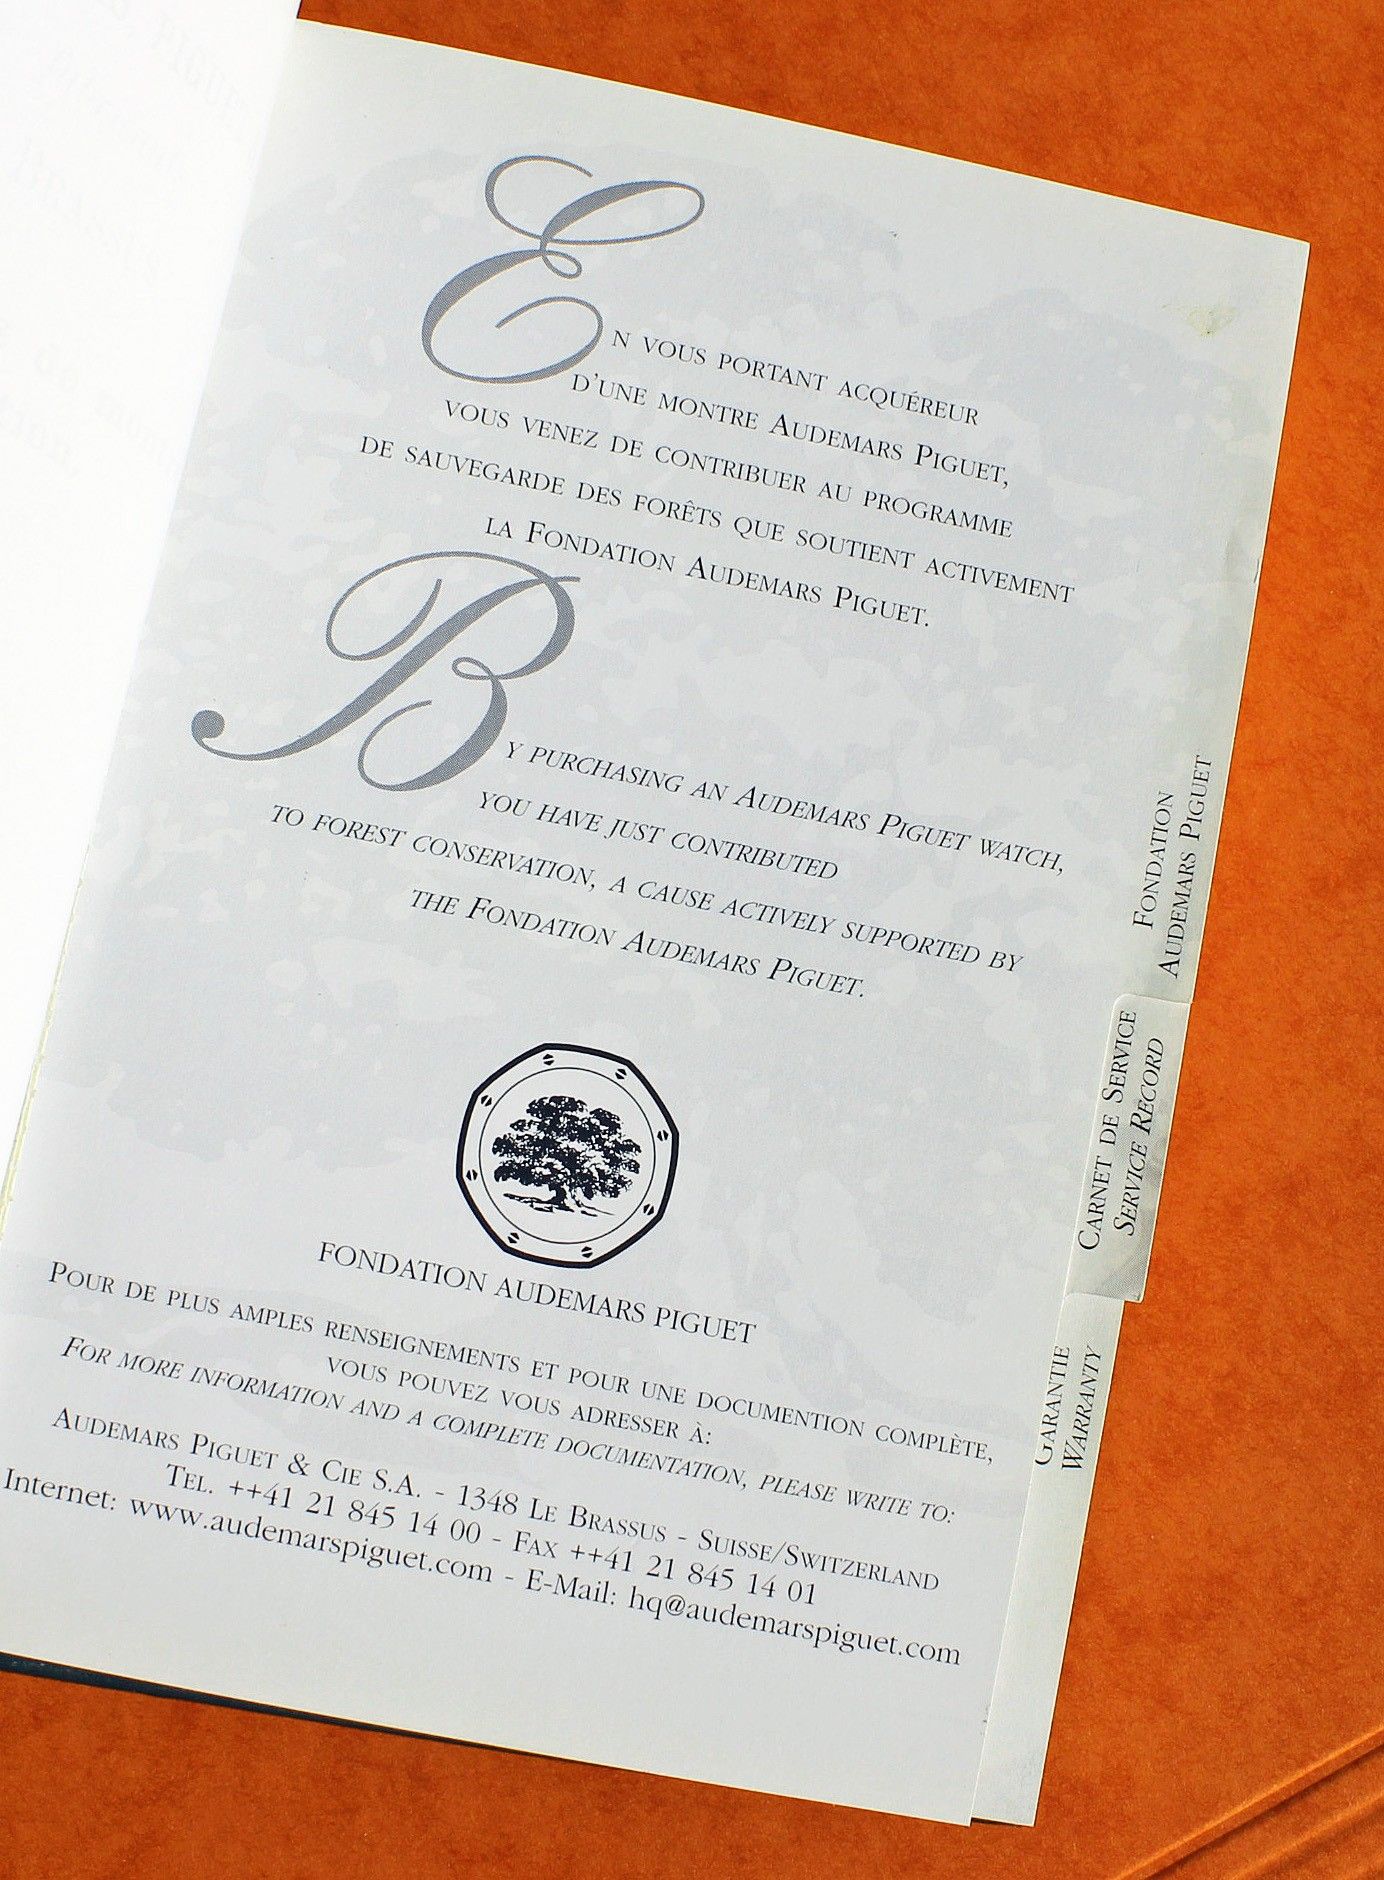 EN VOUS PORTANT ACQUÉREUR
D'UNE MONTRE AUDEMARS PIGUET,
VOUS VENEZ DE CONTRIBUER AU PROGRAMME
DE SAUVEGARDE DES FORÊTS QUE SOUTIENT ACTIVEMENT
LA FONDATION AUDEMARS PIGUET.
BY PURCHASING AN AUDEMARS PIGUET WATCH,
YOU HAVE JUST CONTRIBUTED
TO FOREST CONSERVATION, A CAUSE ACTIVELY SUPPORTED BY
THE FONDATION AUDEMARS PIGUET.
FONDATION AUDEMARS PIGUET
POUR DE PLUS AMPLES RENSEIGNEMENTS ET POUR UNE DOCUMENTION COMPLÈTE,
VOUS POUVEZ VOUS ADRESSER À:
FOR MORE INFORMATION AND A COMPLETE DOCUMENTATION, PLEASE WRITE TO:
AUDEMARS PIGUET & CIE S.A. - 1348 LE BRASSUS - SUISSE/SWITZERLAND
TEL. ++41 21 845 14 00 - FAX ++41 21 845 14 01
Internet: www.audemarspiguet.com - E-Mail: hq@audemarspiguet.com
FONDATION
AUDEMARS PIGUET
CARNET DE SERVICE
SERVICE RECORD
GARANTIE
WARRANTY